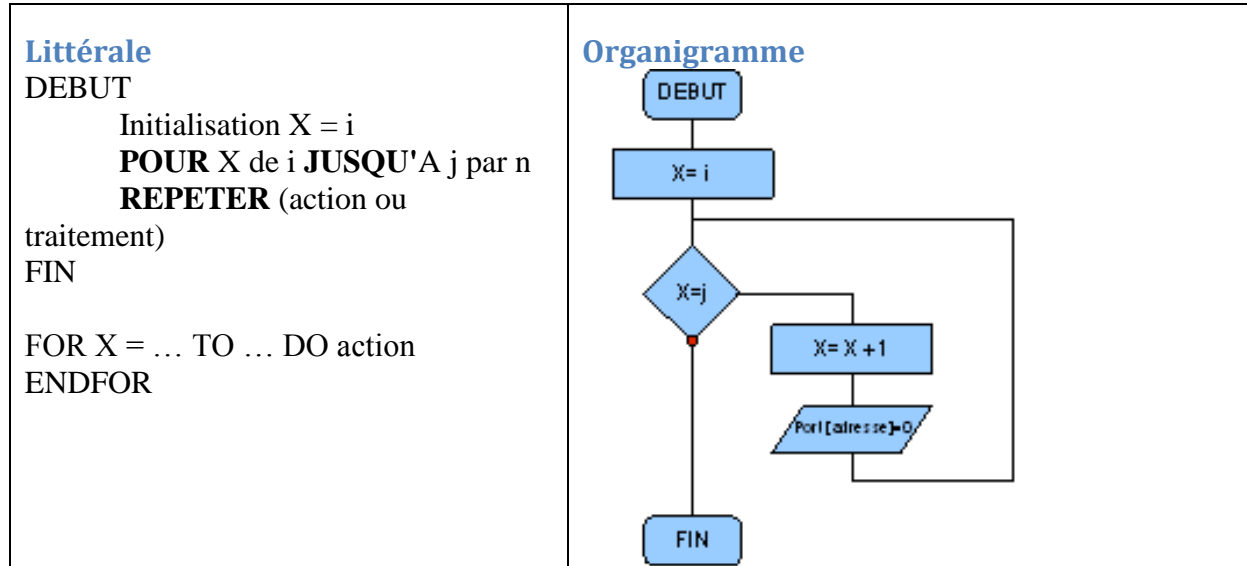 Littérale
DEBUT
Initialisation X = i
POUR X de i JUSQU'A j par n
REPETER (action ou
traitement)
FIN
FOR X = … TO … DO action
ENDFOR
Organigramme
DEBUT
X= i
X=j
X= X +1
Port[adresse]=0
FIN